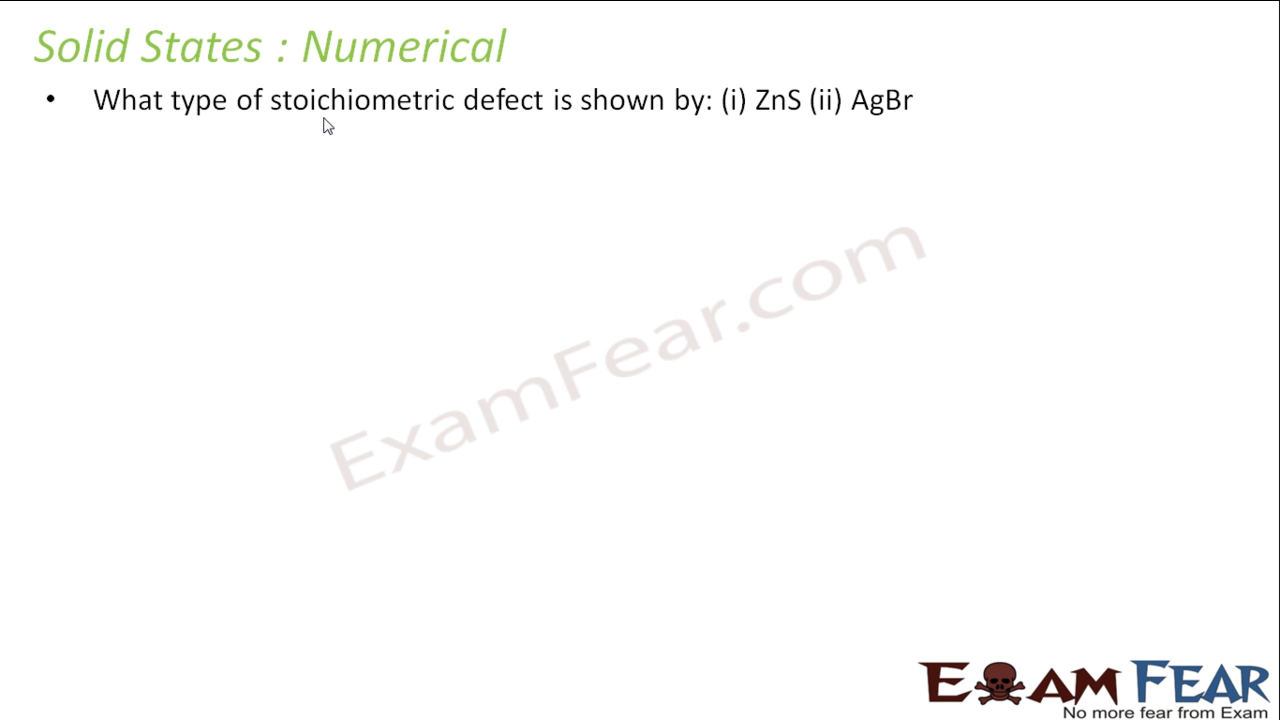 Solid States : Numerical
• What type of stoichiometric defect is shown by: (i) ZnS (ii) AgBr
ExamFear.com
EXAM FEAR
No more fear from Exam